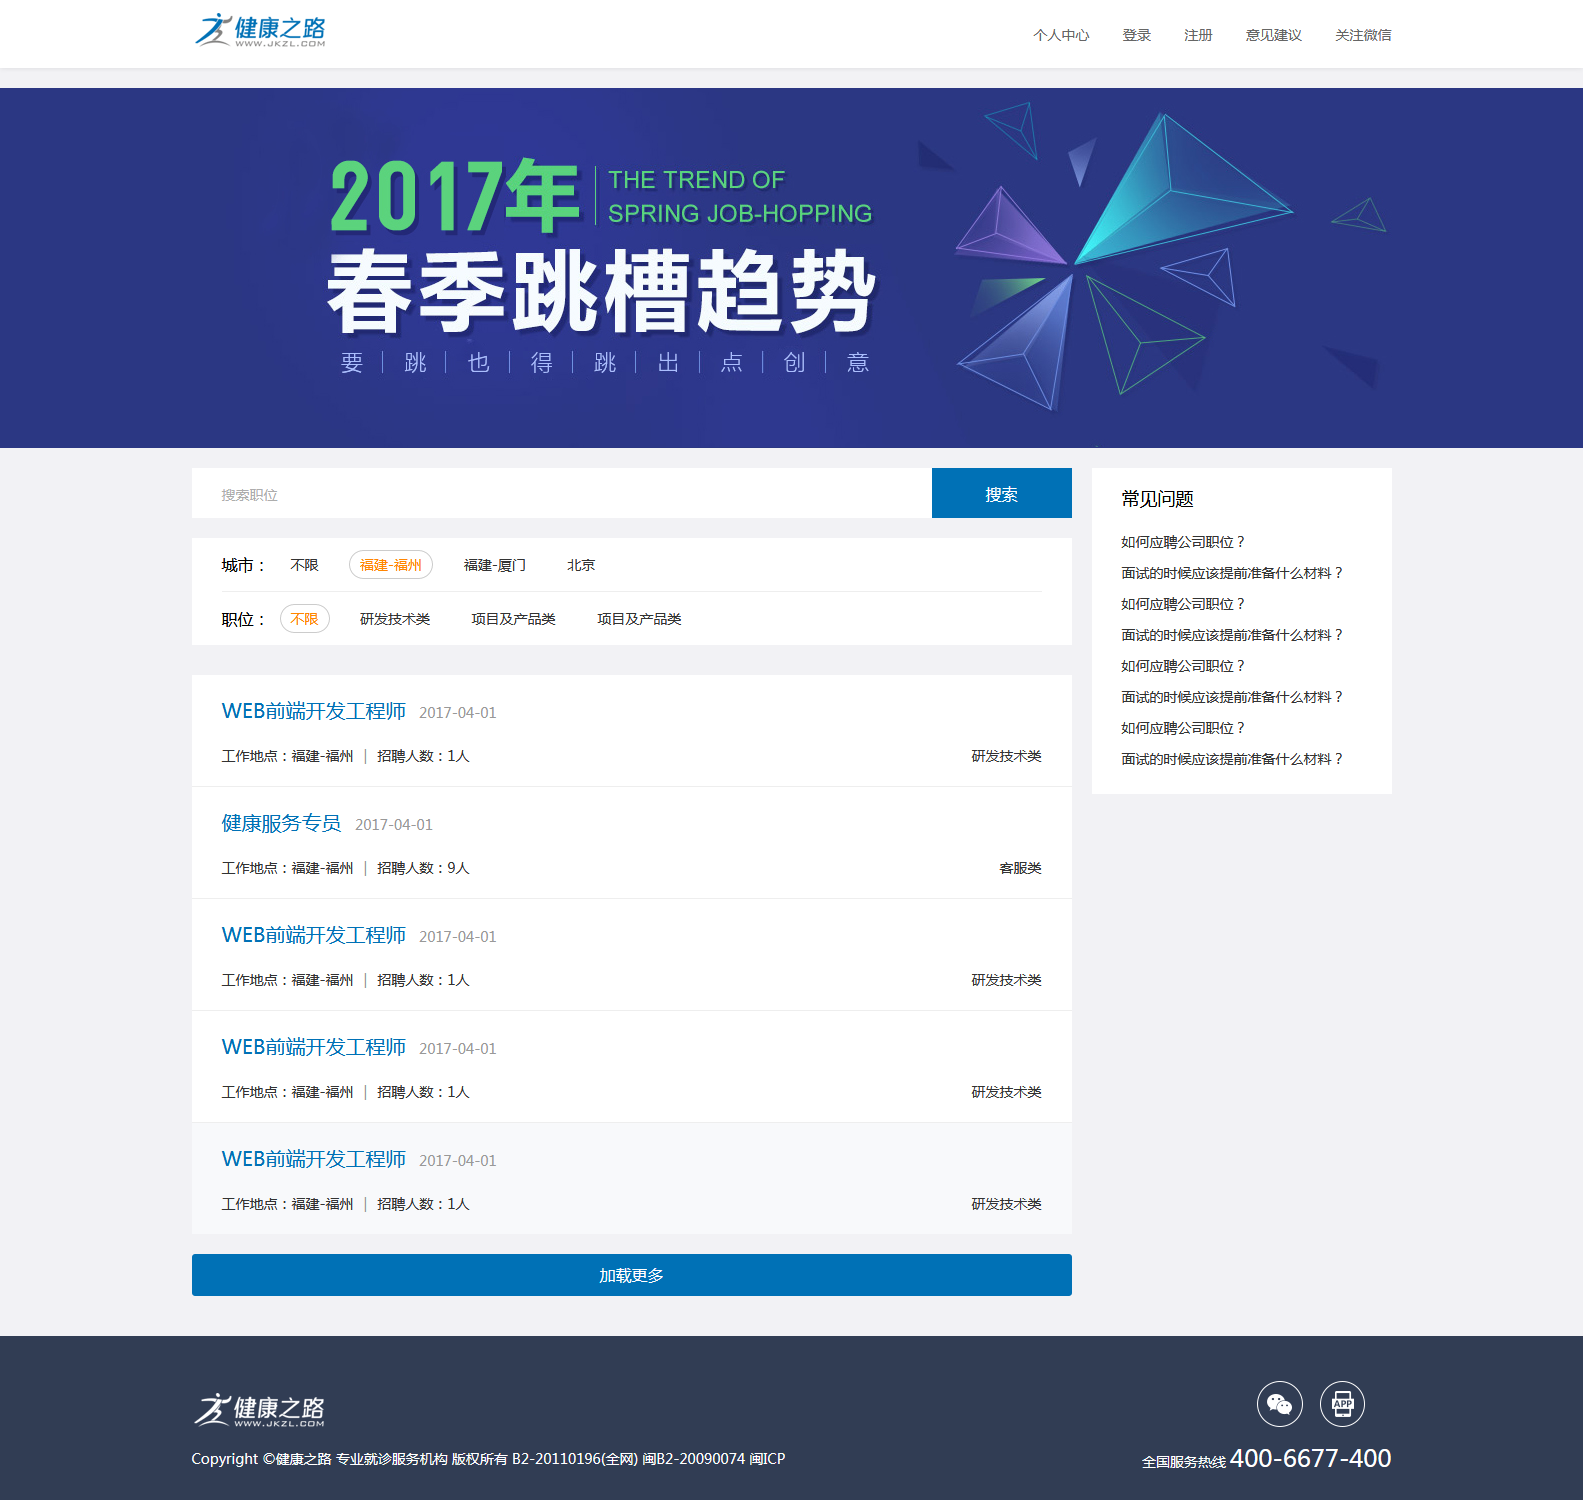 健康之路
WWW.JKZL.COM
个人中心 登录 注册 意见建议 关注微信
2017年
THE TREND OF
SPRING JOB-HOPPING
春季跳槽趋势
要 | 跳 | 也 | 得 | 跳 | 出 | 点 | 创 | 意
搜索职位 搜索
城市： 不限 福建-福州 福建-厦门 北京
职位： 不限 研发技术类 项目及产品类 项目及产品类
WEB前端开发工程师 2017-04-01
工作地点：福建-福州 | 招聘人数：1人 研发技术类
健康服务专员 2017-04-01
工作地点：福建-福州 | 招聘人数：9人 客服类
WEB前端开发工程师 2017-04-01
工作地点：福建-福州 | 招聘人数：1人 研发技术类
WEB前端开发工程师 2017-04-01
工作地点：福建-福州 | 招聘人数：1人 研发技术类
WEB前端开发工程师 2017-04-01
工作地点：福建-福州 | 招聘人数：1人 研发技术类
加载更多
常见问题
如何应聘公司职位？
面试的时候应该提前准备什么材料？
如何应聘公司职位？
面试的时候应该提前准备什么材料？
如何应聘公司职位？
面试的时候应该提前准备什么材料？
如何应聘公司职位？
面试的时候应该提前准备什么材料？
健康之路
WWW.JKZL.COM
APP
Copyright ©健康之路 专业就诊服务机构 版权所有 B2-20110196(全网) 闽B2-20090074 闽ICP
全国服务热线 400-6677-400